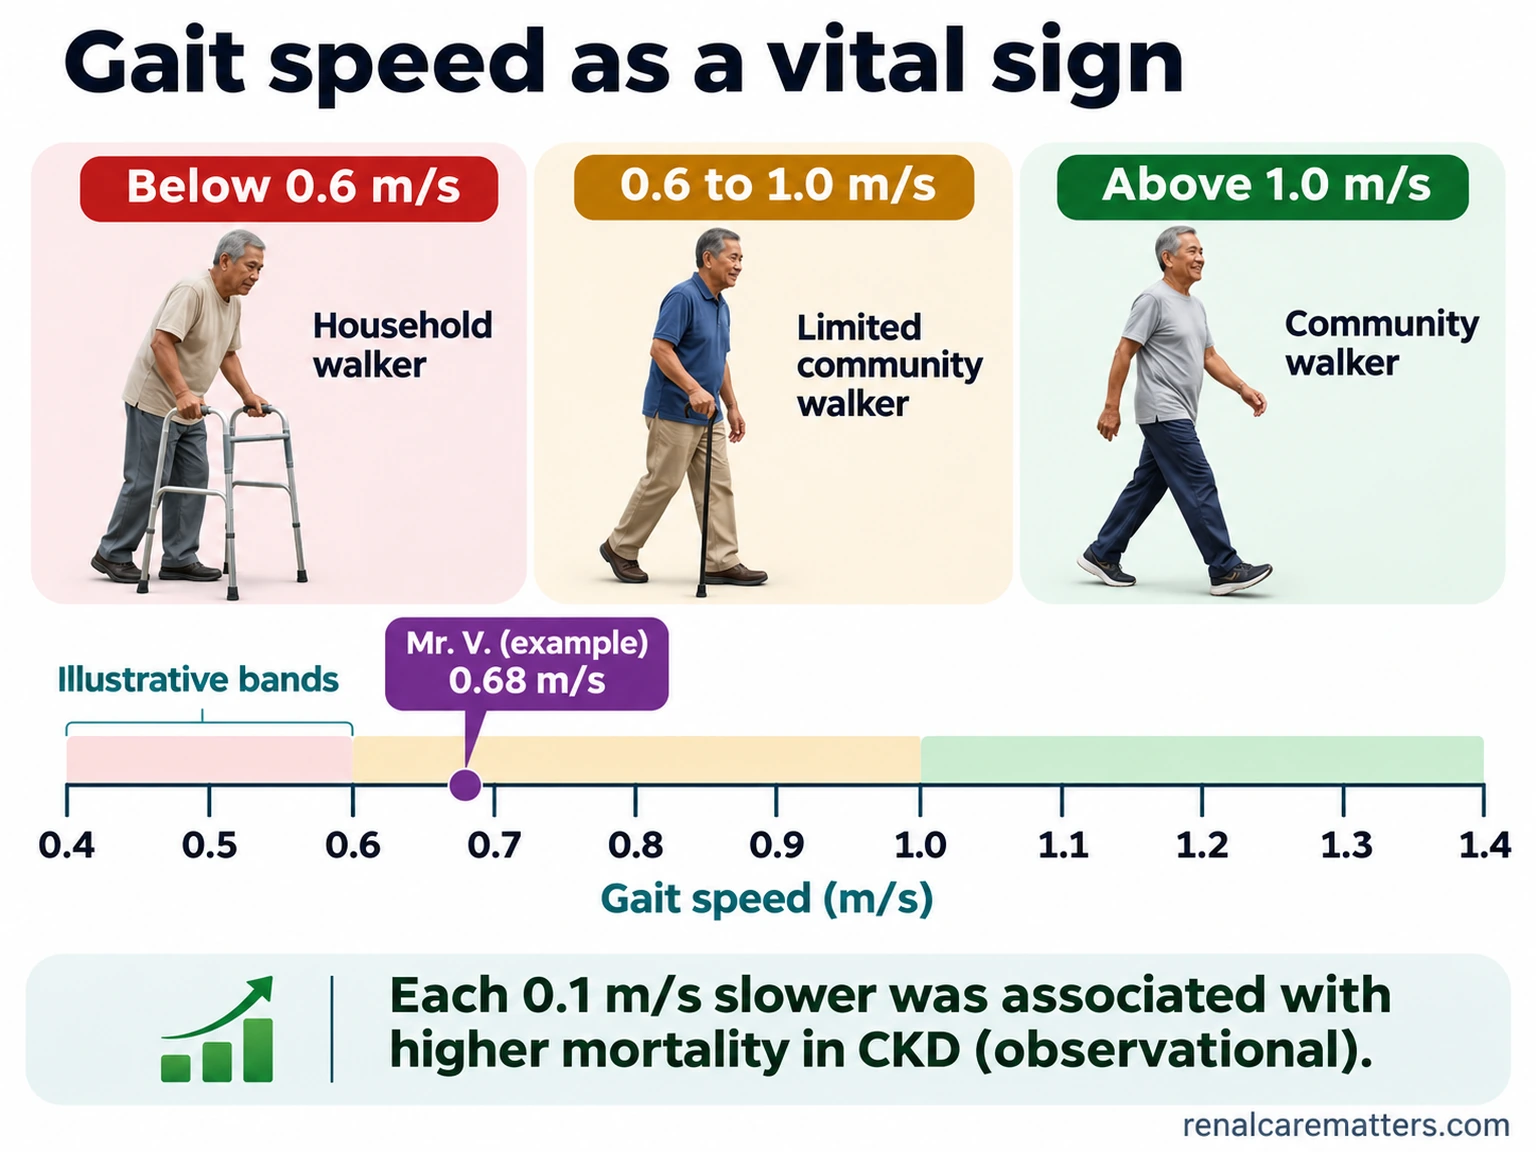 Gait speed as a vital sign
Below 0.6 m/s
Household
walker
0.6 to 1.0 m/s
Limited
community
walker
Above 1.0 m/s
Community
walker
Illustrative bands
Mr. V. (example)
0.68 m/s
0.4 0.5 0.6 0.7 0.8 0.9 1.0 1.1 1.2 1.3 1.4
Gait speed (m/s)
Each 0.1 m/s slower was associated with
higher mortality in CKD (observational).
renalcarematters.com